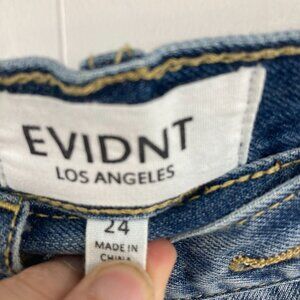 EVIDNT
LOS ANGELES
24
MADE IN
CHINA